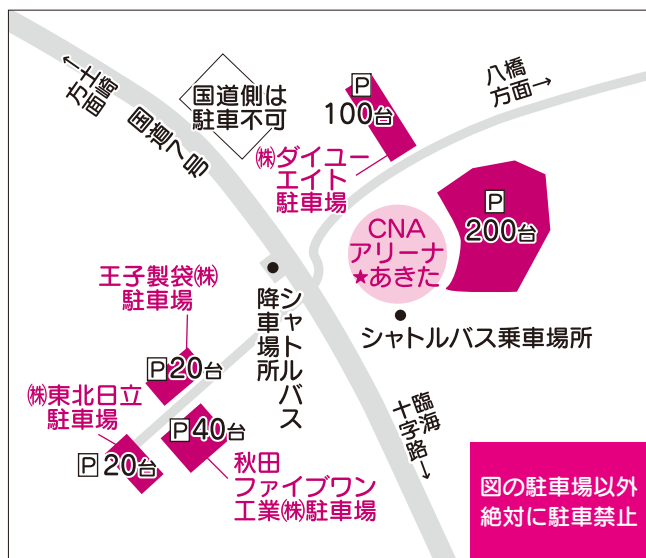 ←土崎
方面
国道7号
国道側は
駐車不可
P
100台
八橋
方面→
㈱ダイユー
エイト
駐車場
P
200台
CNA
アリーナ
★あきた
シャトルバス乗車場所
シャトルバス
降車場所
王子製袋㈱
駐車場
P20台
㈱東北日立
駐車場
P20台
P40台
秋田
ファイブワン
工業㈱駐車場
臨海
十字路→
図の駐車場以外
絶対に駐車禁止